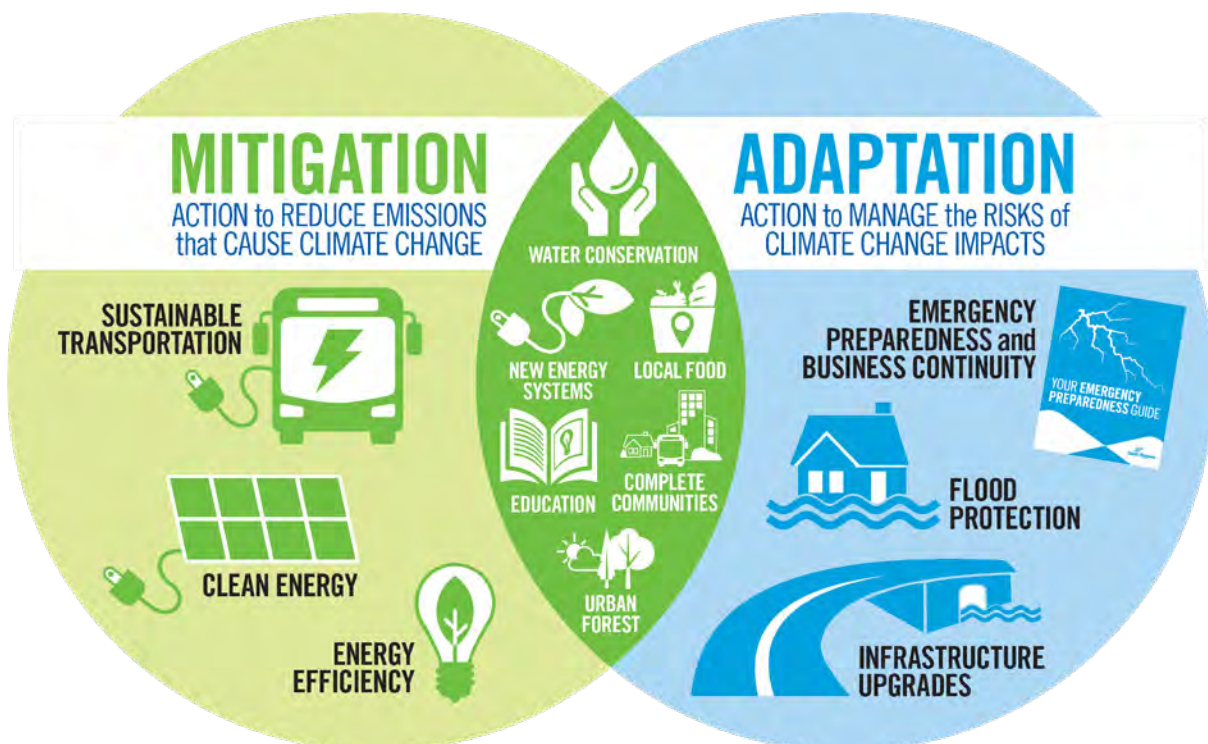 MITIGATION
ACTION to REDUCE EMISSIONS
that CAUSE CLIMATE CHANGE
SUSTAINABLE
TRANSPORTATION
CLEAN ENERGY
ENERGY
EFFICIENCY
WATER CONSERVATION
NEW ENERGY
SYSTEMS
LOCAL FOOD
EDUCATION
COMPLETE
COMMUNITIES
URBAN
FOREST
ADAPTATION
ACTION to MANAGE the RISKS of
CLIMATE CHANGE IMPACTS
EMERGENCY
PREPAREDNESS and
BUSINESS CONTINUITY
YOUR EMERGENCY
PREPAREDNESS GUIDE
FLOOD
PROTECTION
INFRASTRUCTURE
UPGRADES